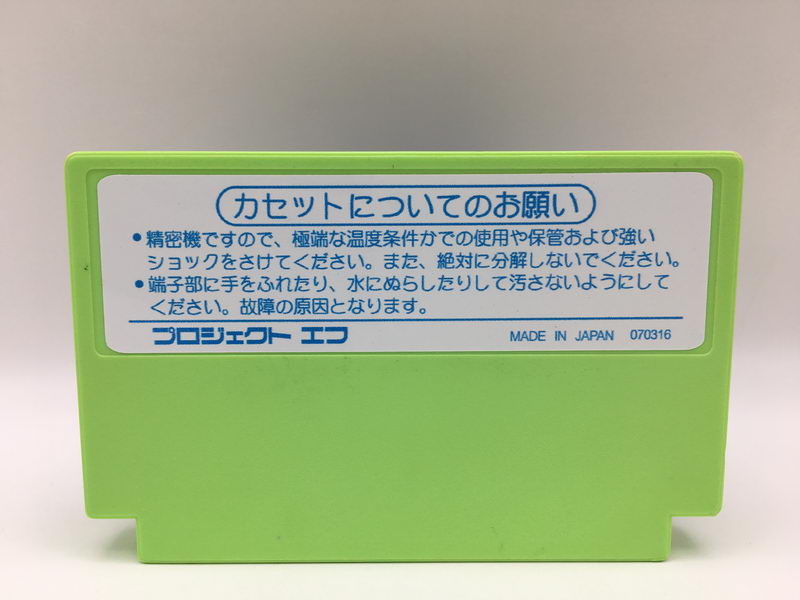 カセットについてのお願い
●精密機ですので、極端な温度条件かでの使用や保管および強い
ショックをさけてください。また、絶対に分解しないでください。
●端子部に手をふれたり、水にぬらしたりして汚さないようにして
ください。故障の原因となります。
プロジェクト エフ MADE IN JAPAN 070316